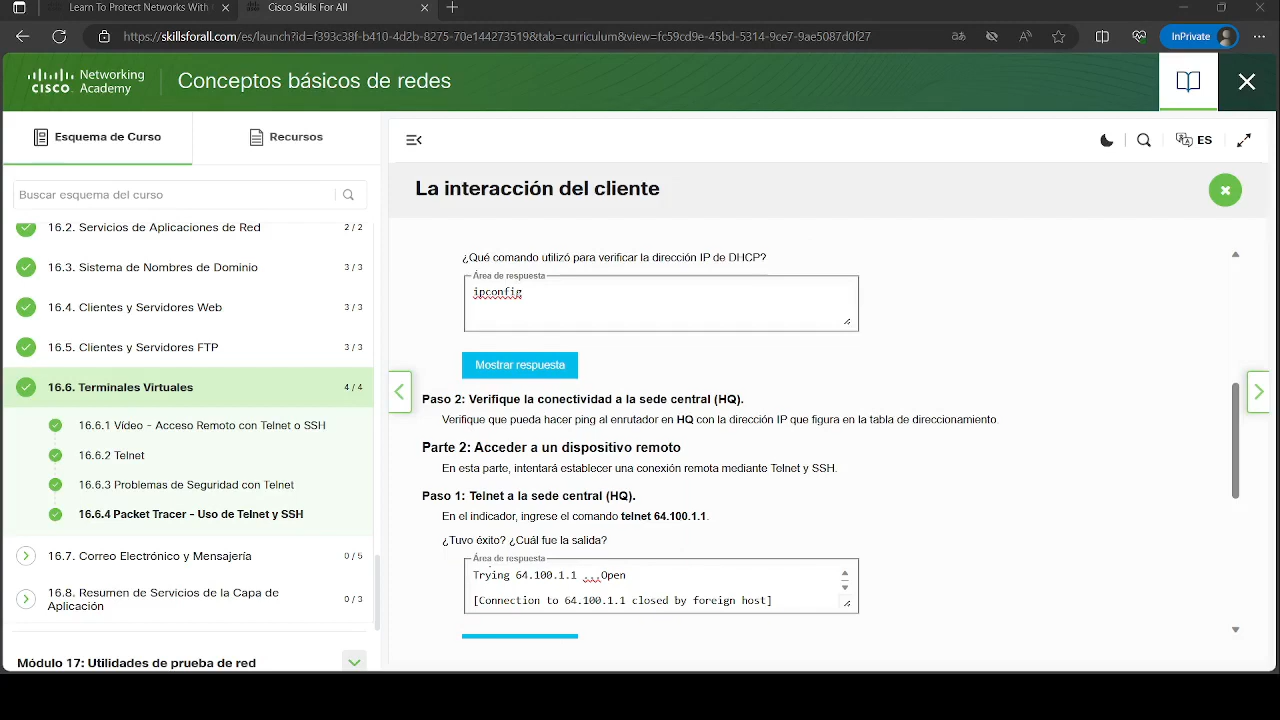 Learn To Protect Networks With
Cisco Skills For All
https://skillsforall.com/es/launch?id=f393c38f-b410-4d2b-8275-70e144273519&tab=curriculum&view=fc59cd9e-45bd-5314-9ce7-9ae5087d0f27
InPrivate
Networking
CISCO Academy
Conceptos básicos de redes
Esquema de Curso
Recursos
ES
Buscar esquema del curso
La interacción del cliente
16.2. Servicios de Aplicaciones de Red 2 / 2
16.3. Sistema de Nombres de Dominio 3 / 3
16.4. Clientes y Servidores Web 3 / 3
16.5. Clientes y Servidores FTP 3 / 3
16.6. Terminales Virtuales 4 / 4
16.6.1 Vídeo - Acceso Remoto con Telnet o SSH
16.6.2 Telnet
16.6.3 Problemas de Seguridad con Telnet
16.6.4 Packet Tracer - Uso de Telnet y SSH
16.7. Correo Electrónico y Mensajería 0 / 5
16.8. Resumen de Servicios de la Capa de
Aplicación 0 / 3
Módulo 17: Utilidades de prueba de red
¿Qué comando utilizó para verificar la dirección IP de DHCP?
Área de respuesta
ipconfig
Mostrar respuesta
Paso 2: Verifique la conectividad a la sede central (HQ).
Verifique que pueda hacer ping al enrutador en HQ con la dirección IP que figura en la tabla de direccionamiento.
Parte 2: Acceder a un dispositivo remoto
En esta parte, intentará establecer una conexión remota mediante Telnet y SSH.
Paso 1: Telnet a la sede central (HQ).
En el indicador, ingrese el comando telnet 64.100.1.1.
¿Tuvo éxito? ¿Cuál fue la salida?
Área de respuesta
Trying 64.100.1.1 ...Open
[Connection to 64.100.1.1 closed by foreign host]